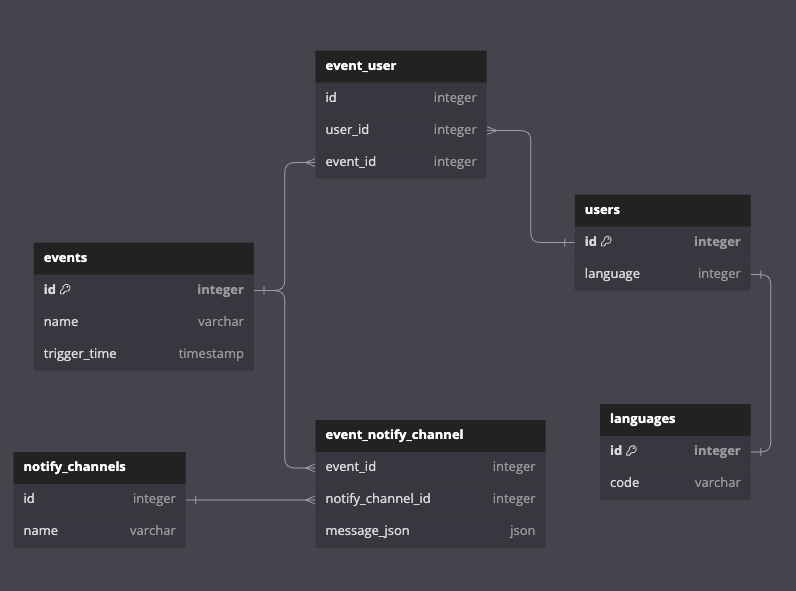 event_user
id integer
user_id integer
event_id integer
users
id integer
language integer
events
id integer
name varchar
trigger_time timestamp
languages
id integer
code varchar
event_notify_channel
event_id integer
notify_channel_id integer
message_json json
notify_channels
id integer
name varchar